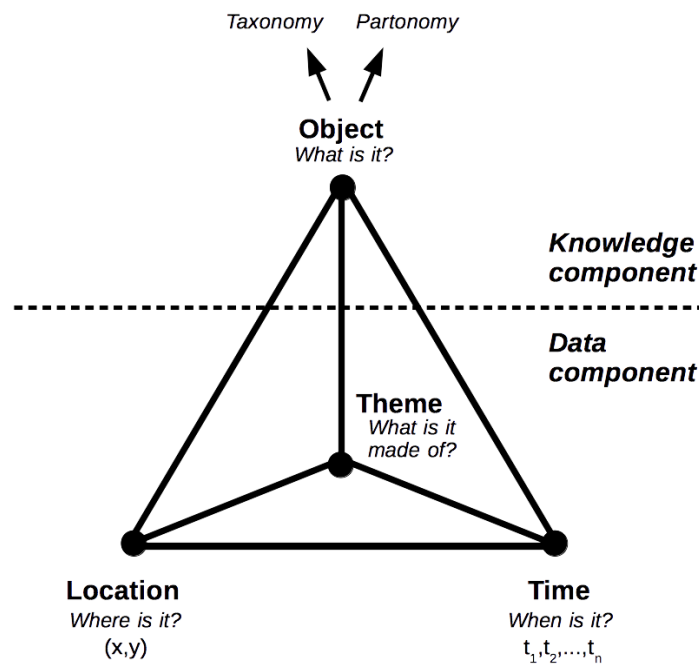 Taxonomy Partonomy
Object
What is it?
Knowledge
component
Data
component
Theme
What is it
made of?
Location
Where is it?
(x,y)
Time
When is it?
t₁,t₂,...,tₙ